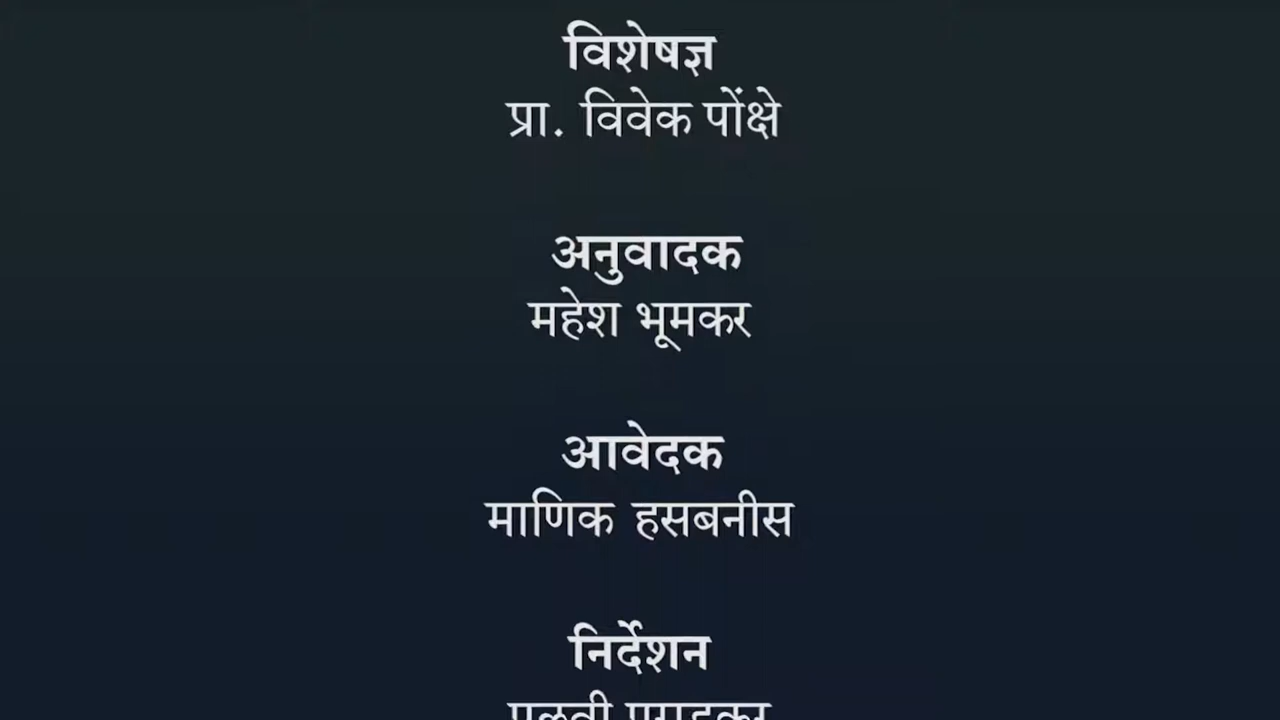 विशेषज्ञ
प्रा. विवेक पोंक्षे
अनुवादक
महेश भूमकर
आवेदक
माणिक हसबनीस
निर्देशन